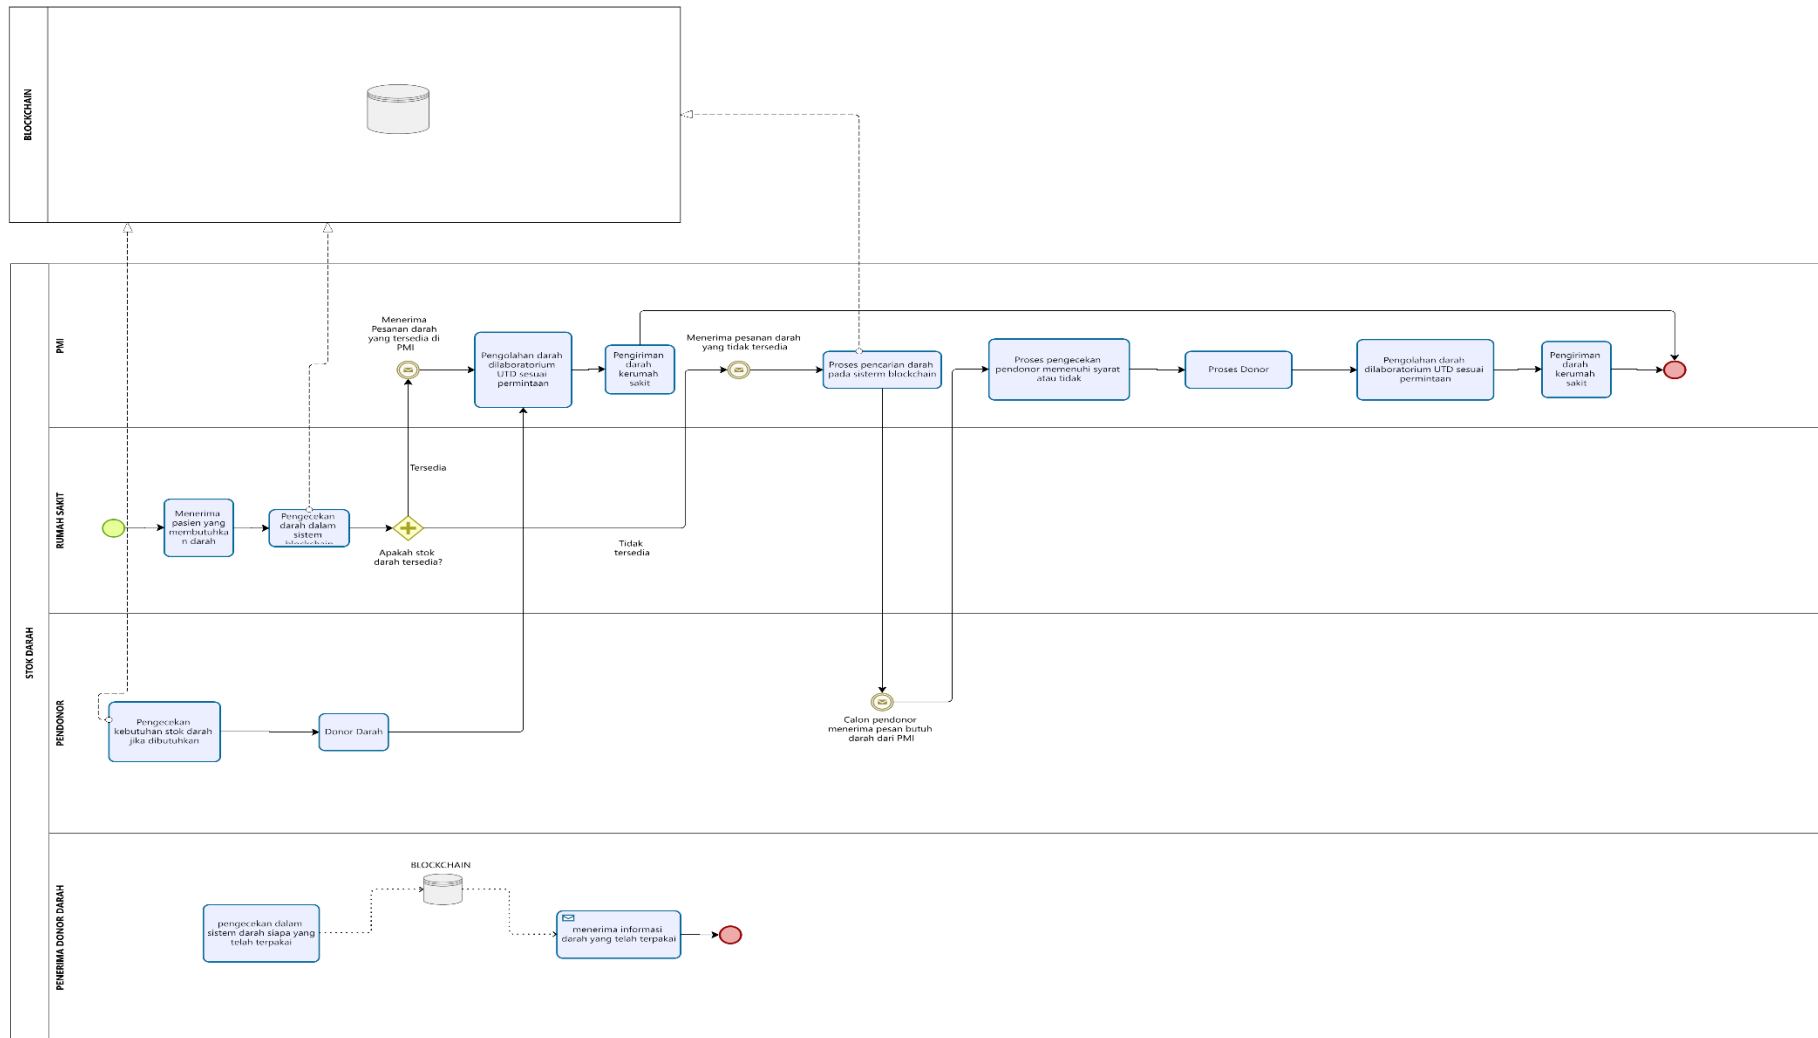 BLOCKCHAIN
STOK DARAH
PMI
Menerima
Pesanan darah
yang tersedia di
PMI
Pengolahan darah
dilaboratorium
UTD sesuai
permintaan
Pengiriman
darah
kerumah
sakit
Menerima pesanan darah
yang tidak tersedia
Proses pencarian darah
pada sisterm blockchain
Proses pengecekan
pendonor memenuhi syarat
atau tidak
Proses Donor
Pengolahan darah
dilaboratorium UTD sesuai
permintaan
Pengiriman
darah
kerumah
sakit
RUMAH SAKIT
Menerima
pasien yang
membutuhka
n darah
Pengecekan
darah dalam
sistem
blockchain
Tersedia
Apakah stok
darah tersedia?
Tidak
tersedia
PENDONOR
Pengecekan
kebutuhan stok darah
jika dibutuhkan
Donor Darah
Calon pendonor
menerima pesan butuh
darah dari PMI
PENERIMA DONOR DARAH
pengecekan dalam
sistem darah siapa yang
telah terpakai
BLOCKCHAIN
menerima informasi
darah yang telah terpakai